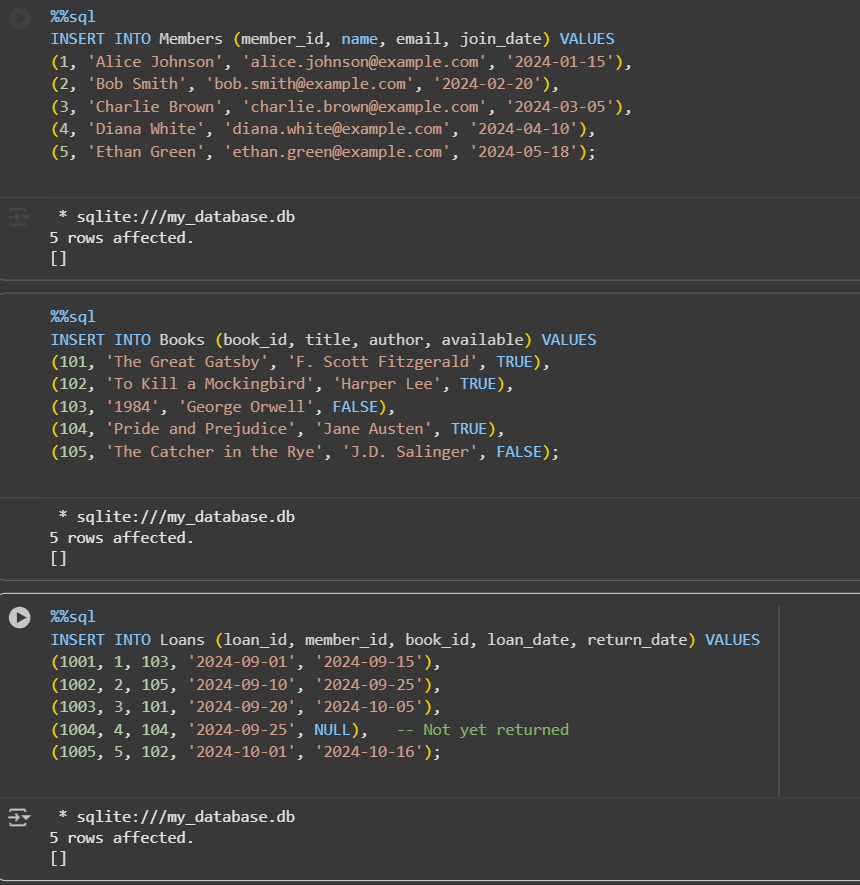 %%sql
INSERT INTO Members (member_id, name, email, join_date) VALUES
(1, 'Alice Johnson', 'alice.johnson@example.com', '2024-01-15'),
(2, 'Bob Smith', 'bob.smith@example.com', '2024-02-20'),
(3, 'Charlie Brown', 'charlie.brown@example.com', '2024-03-05'),
(4, 'Diana White', 'diana.white@example.com', '2024-04-10'),
(5, 'Ethan Green', 'ethan.green@example.com', '2024-05-18');
* sqlite:///my_database.db
5 rows affected.
[]
%%sql
INSERT INTO Books (book_id, title, author, available) VALUES
(101, 'The Great Gatsby', 'F. Scott Fitzgerald', TRUE),
(102, 'To Kill a Mockingbird', 'Harper Lee', TRUE),
(103, '1984', 'George Orwell', FALSE),
(104, 'Pride and Prejudice', 'Jane Austen', TRUE),
(105, 'The Catcher in the Rye', 'J.D. Salinger', FALSE);
* sqlite:///my_database.db
5 rows affected.
[]
%%sql
INSERT INTO Loans (loan_id, member_id, book_id, loan_date, return_date) VALUES
(1001, 1, 103, '2024-09-01', '2024-09-15'),
(1002, 2, 105, '2024-09-10', '2024-09-25'),
(1003, 3, 101, '2024-09-20', '2024-10-05'),
(1004, 4, 104, '2024-09-25', NULL),   -- Not yet returned
(1005, 5, 102, '2024-10-01', '2024-10-16');
* sqlite:///my_database.db
5 rows affected.
[]